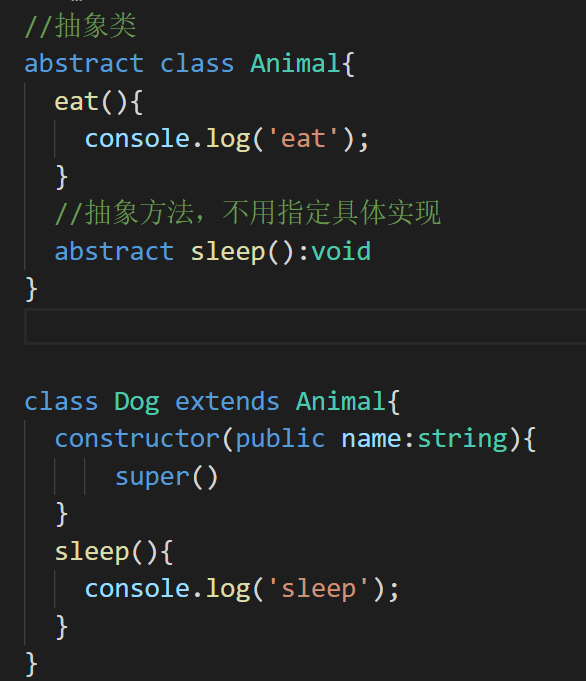 //抽象类
abstract class Animal{
  eat(){
    console.log('eat');
  }
  //抽象方法，不用指定具体实现
  abstract sleep():void
}

class Dog extends Animal{
  constructor(public name:string){
      super()
  }
  sleep(){
    console.log('sleep');
  }
}